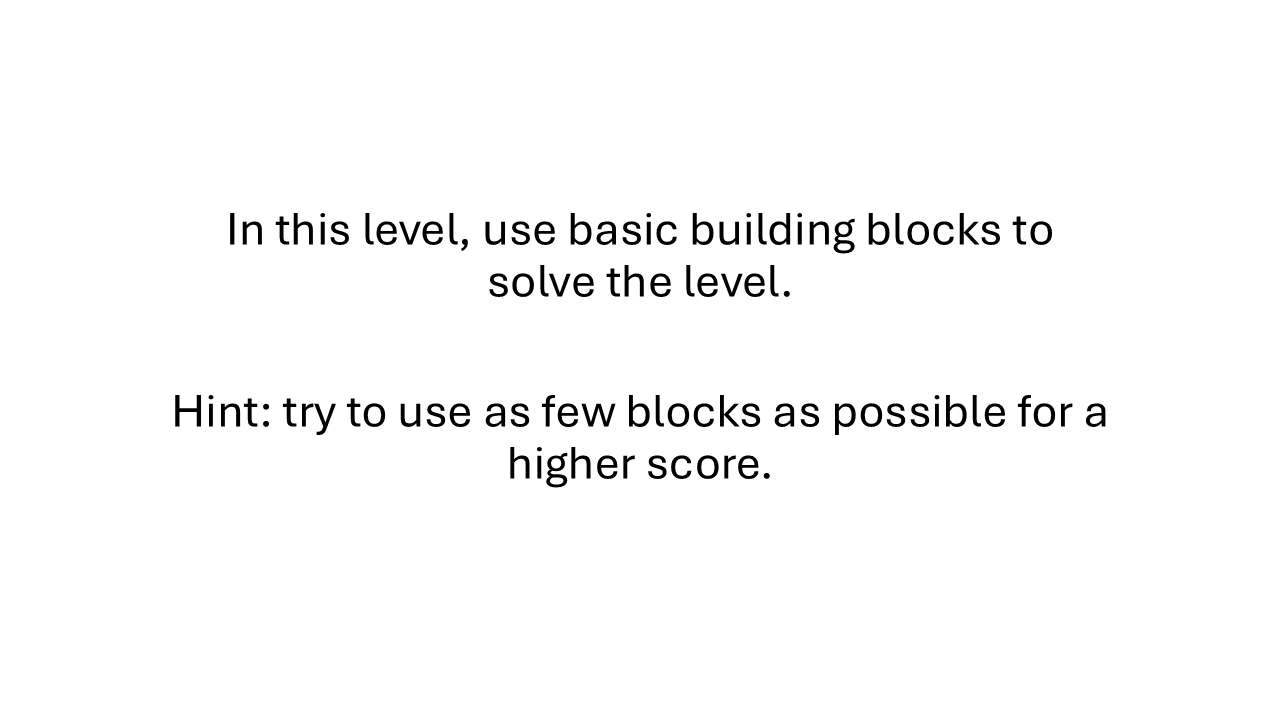 In this level, use basic building blocks to
solve the level.
Hint: try to use as few blocks as possible for a
higher score.